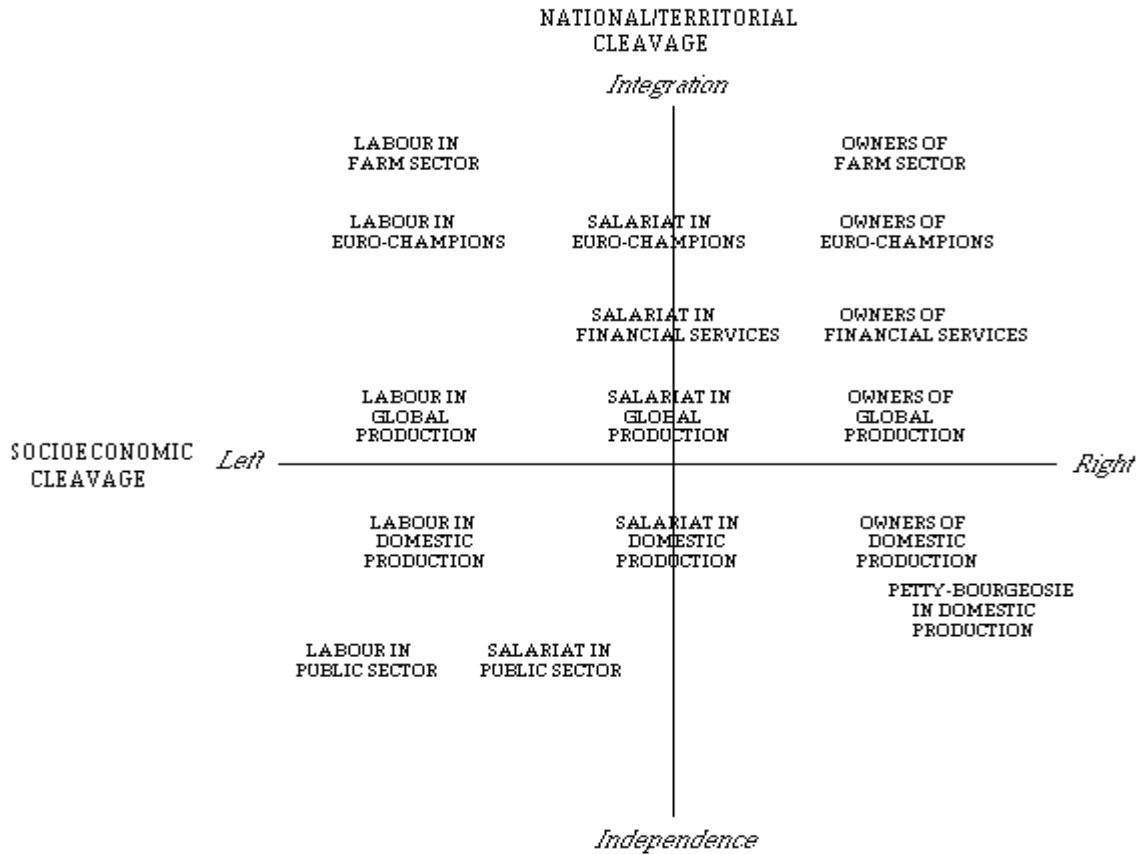 NATIONAL/TERRITORIAL
CLEAVAGE
Integration
LABOUR IN
FARM SECTOR
OWNERS OF
FARM SECTOR
LABOUR IN
EURO-CHAMPIONS
SALARIAT IN
EURO-CHAMPIONS
OWNERS OF
EURO-CHAMPIONS
SALARIAT IN
FINANCIAL SERVICES
OWNERS OF
FINANCIAL SERVICES
LABOUR IN
GLOBAL
PRODUCTION
SALARIAT IN
GLOBAL
PRODUCTION
OWNERS OF
GLOBAL
PRODUCTION
SOCIOECONOMIC
CLEAVAGE
Left
Right
LABOUR IN
DOMESTIC
PRODUCTION
SALARIAT IN
DOMESTIC
PRODUCTION
OWNERS OF
DOMESTIC
PRODUCTION
PETTY-BOURGEOSIE
IN DOMESTIC
PRODUCTION
LABOUR IN
PUBLIC SECTOR
SALARIAT IN
PUBLIC SECTOR
Independence